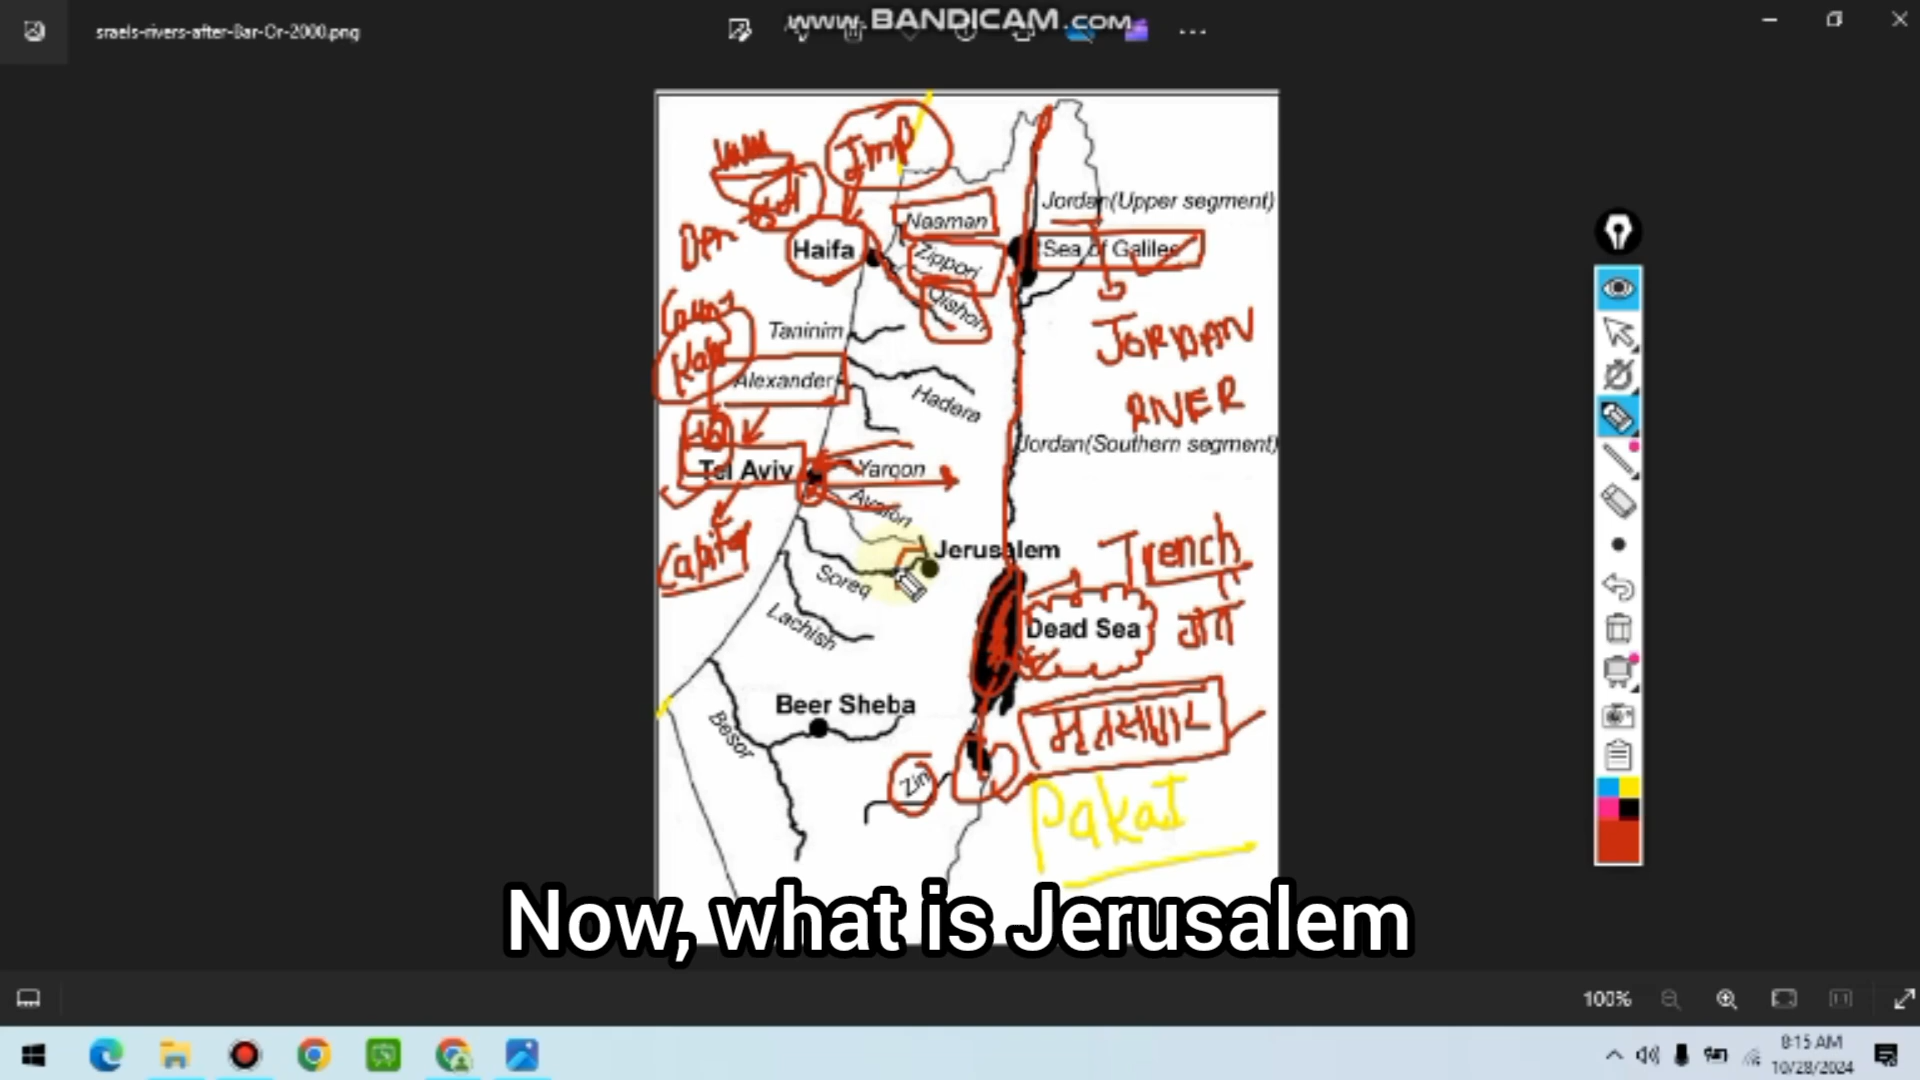 sraels-rivers-after-Bar-Or-2000.png
www.BANDICAM.com
Imp
Jordan(Upper segment)
Naaman
Haifa
Zippori
Sea of Galilee
Qishon
Taninim
JORDAN
RIVER
Alexander
Hadera
Jordan(Southern segment)
Tel Aviv
Yarqon
Ayalon
Capital
Jerusalem
Trench
गर्त
Soreq
Lachish
Dead Sea
मृतसागर
Beer Sheba
Besor
Zin
Pakat
Now, what is Jerusalem
100%
8:15 AM
10/28/2024